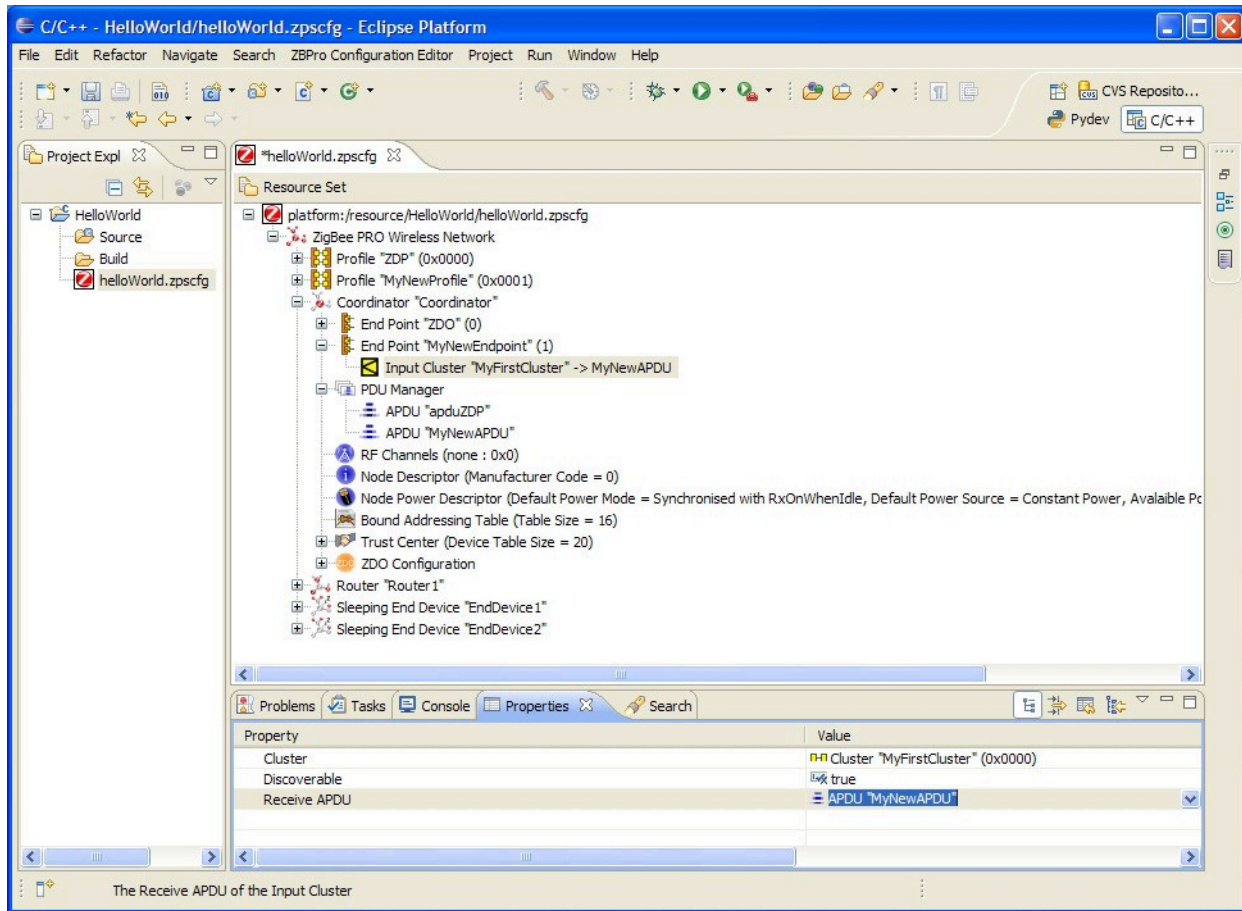 C/C++ - HelloWorld/helloWorld.zpscfg - Eclipse Platform
File Edit Refactor Navigate Search ZBPro Configuration Editor Project Run Window Help
CVS Reposito...
Pydev C/C++
Project Expl
*helloWorld.zpscfg
Resource Set
HelloWorld
Source
Build
helloWorld.zpscfg
platform:/resource/HelloWorld/helloWorld.zpscfg
ZigBee PRO Wireless Network
Profile "ZDP" (0x0000)
Profile "MyNewProfile" (0x0001)
Coordinator "Coordinator"
End Point "ZDO" (0)
End Point "MyNewEndpoint" (1)
Input Cluster "MyFirstCluster" -> MyNewAPDU
PDU Manager
APDU "apduZDP"
APDU "MyNewAPDU"
RF Channels (none : 0x0)
Node Descriptor (Manufacturer Code = 0)
Node Power Descriptor (Default Power Mode = Synchronised with RxOnWhenIdle, Default Power Source = Constant Power, Avalaible Pc
Bound Addressing Table (Table Size = 16)
Trust Center (Device Table Size = 20)
ZDO Configuration
Router "Router1"
Sleeping End Device "EndDevice1"
Sleeping End Device "EndDevice2"
Problems Tasks Console Properties Search
Property Value
Cluster Cluster "MyFirstCluster" (0x0000)
Discoverable true
Receive APDU APDU "MyNewAPDU"
The Receive APDU of the Input Cluster